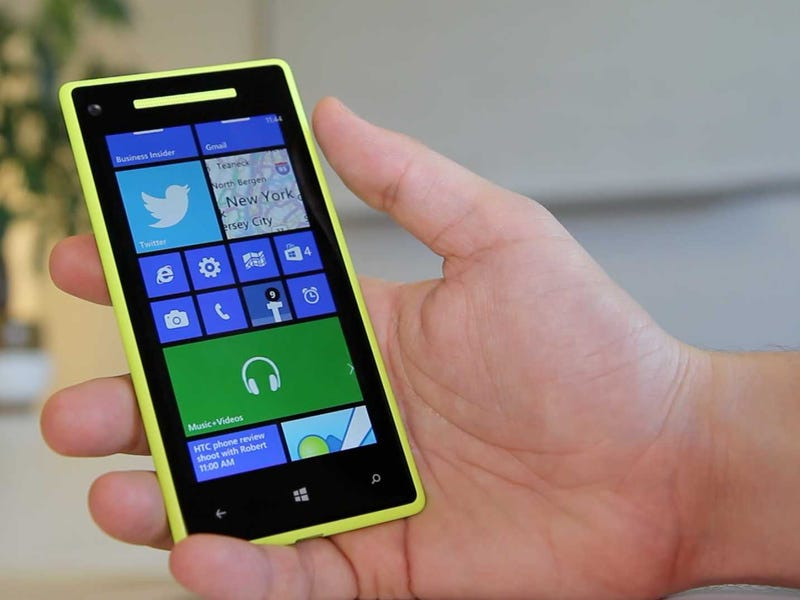 11:44
Business Insider
Gmail
Teaneck
North Bergen
New York
ersey City
Twitter
4
9
Music+Videos
HTC phone review
shoot with Robert
11:00 AM